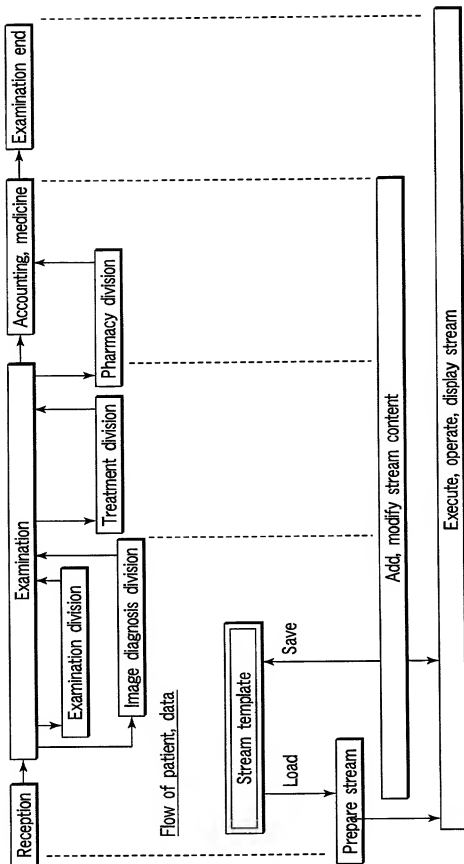 Reception
Examination
Accounting, medicine
Examination end
Examination division
Image diagnosis division
Treatment division
Pharmacy division
Flow of patient, data
Stream template
Load
Save
Prepare stream
Add, modify stream content
Execute, operate, display stream